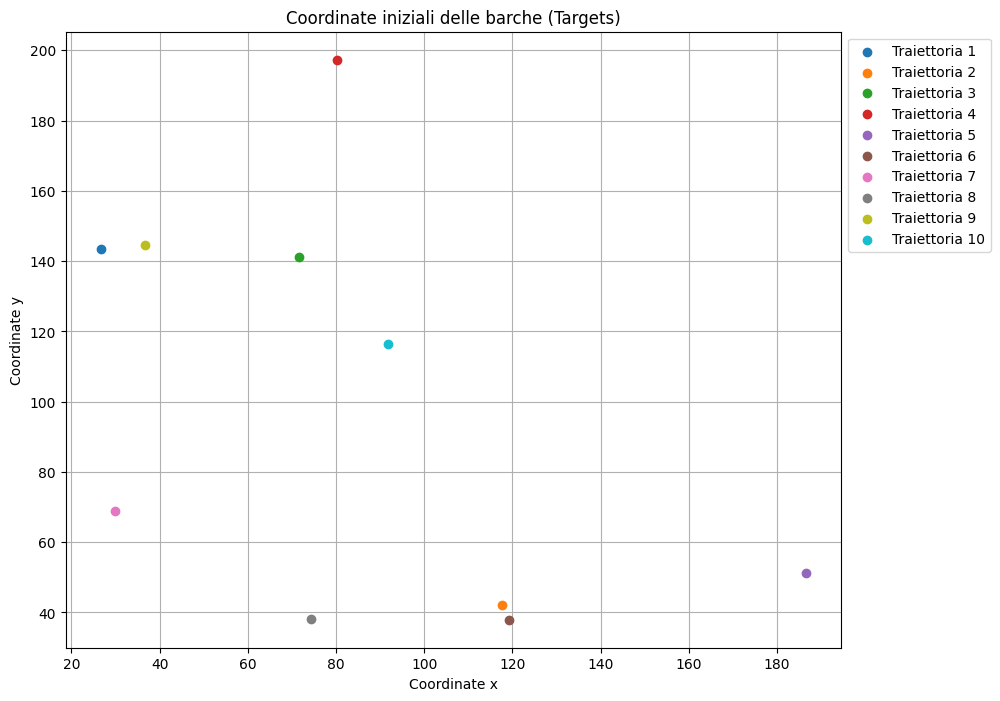 Coordinate iniziali delle barche (Targets)
Coordinate y
200
180
160
140
120
100
80
60
40
20 40 60 80 100 120 140 160 180
Coordinate x
Traiettoria 1
Traiettoria 2
Traiettoria 3
Traiettoria 4
Traiettoria 5
Traiettoria 6
Traiettoria 7
Traiettoria 8
Traiettoria 9
Traiettoria 10